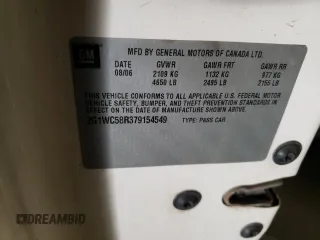 GM
MFD BY GENERAL MOTORS OF CANADA LTD.
DATE GVWR GAWR FRT GAWR RR
08/06 2109 KG 1132 KG 977 KG
4650 LB 2495 LB 2155 LB
THIS VEHICLE CONFORMS TO ALL APPLICABLE U.S. FEDERAL MOTOR
VEHICLE SAFETY, BUMPER, AND THEFT PREVENTION STANDARDS IN
EFFECT ON THE DATE OF MANUFACTURE SHOWN ABOVE.
2G1WC58R379154549 TYPE: PASS CAR
DREAMBID